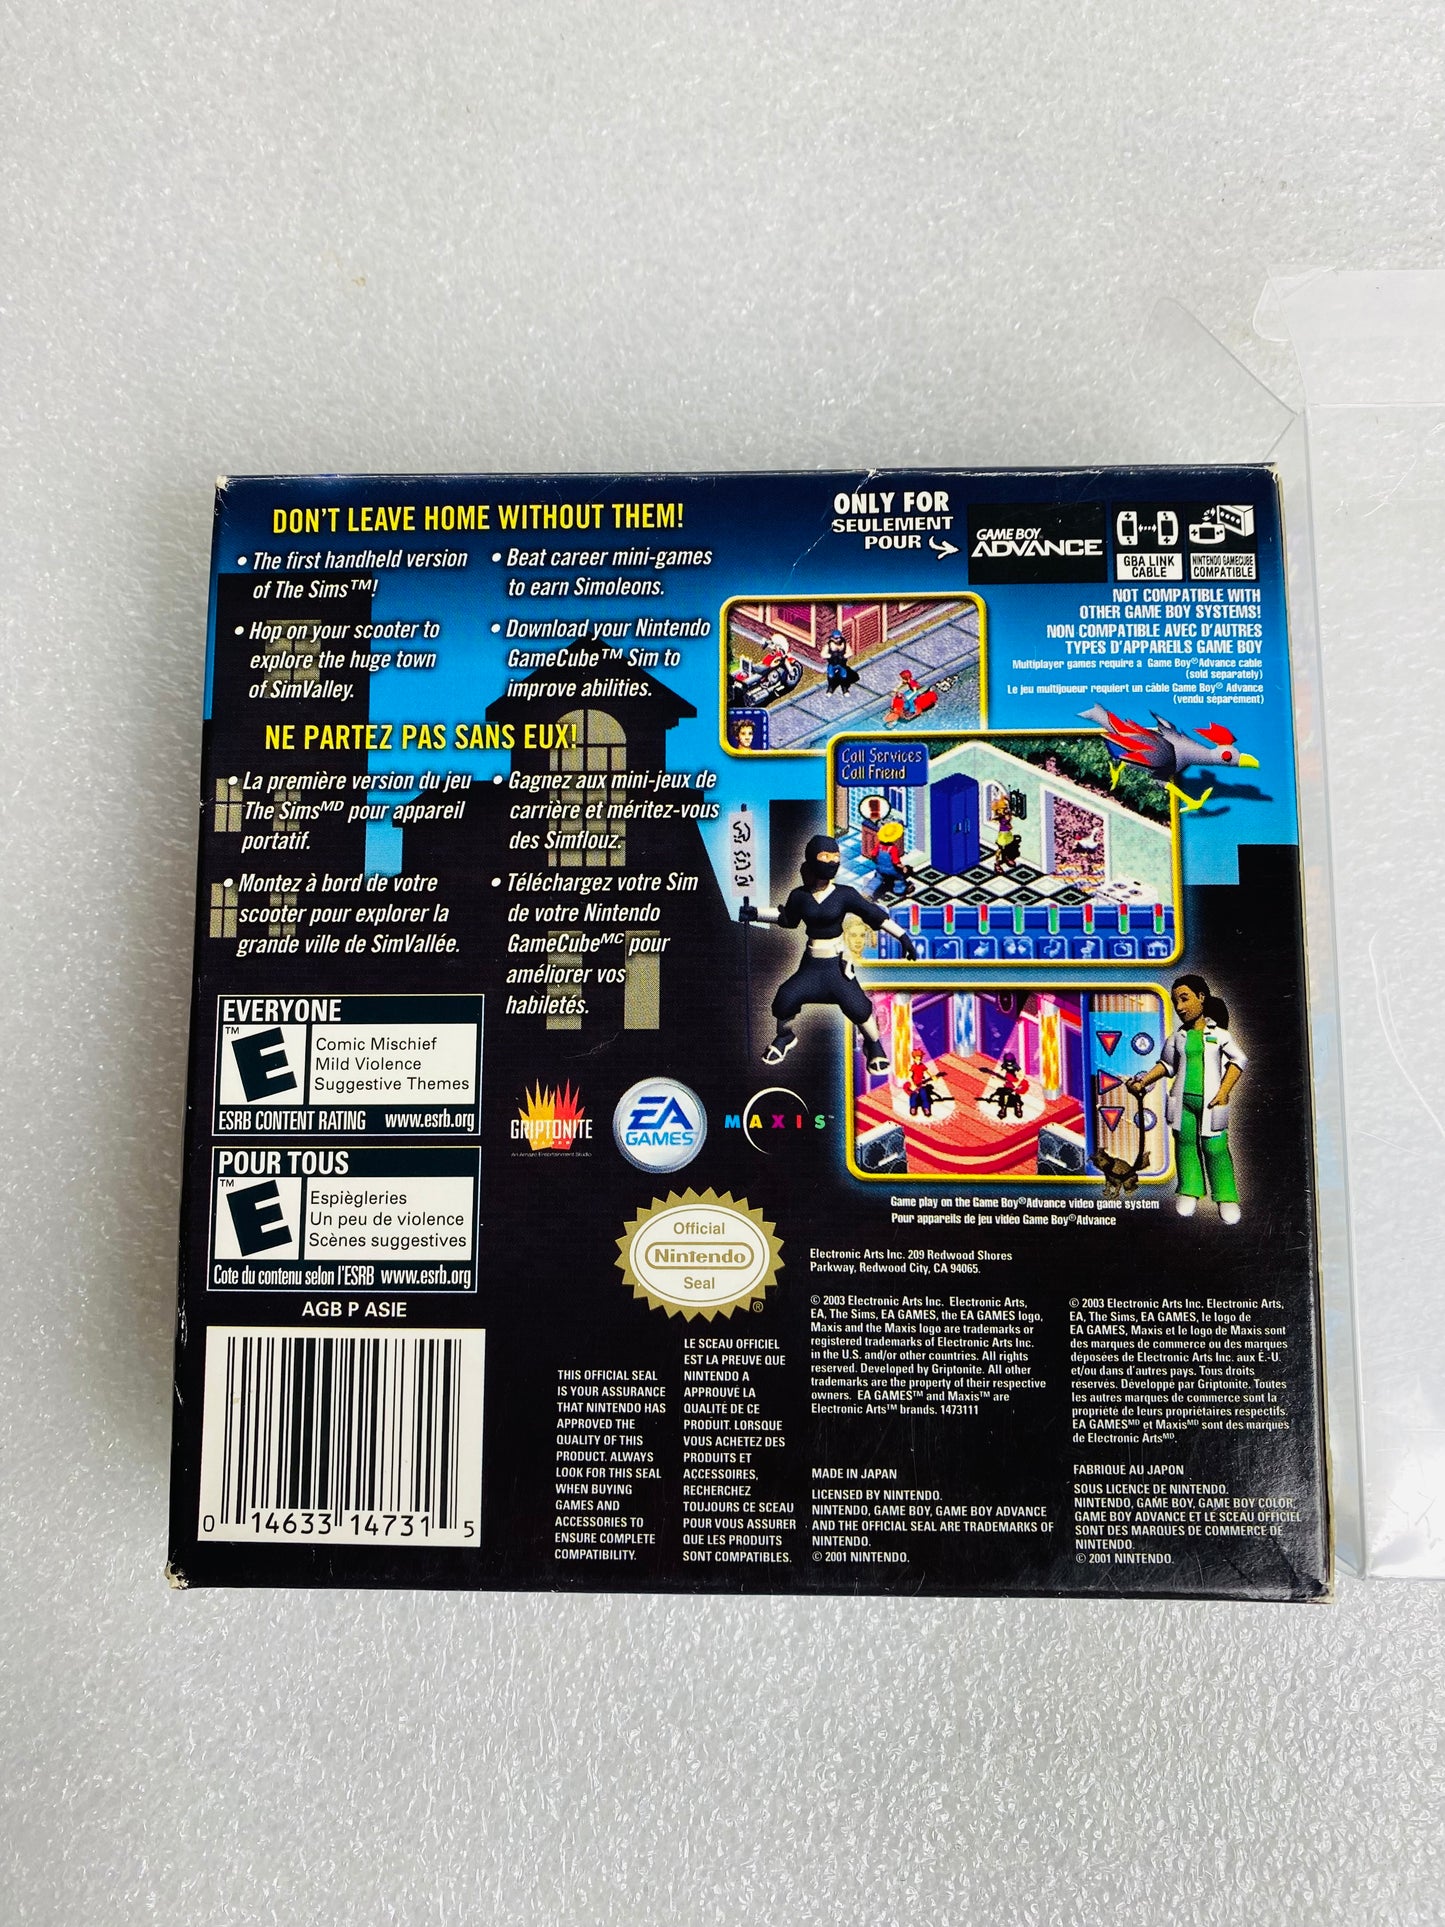 DON'T LEAVE HOME WITHOUT THEM!
• The first handheld version
of The Sims™!
• Hop on your scooter to
explore the huge town
of SimValley.
• Beat career mini-games
to earn Simoleons.
• Download your Nintendo
GameCube™ Sim to
improve abilities.
NE PARTEZ PAS SANS EUX!
• La première version du jeu
The Simsᴹᴰ pour appareil
portatif.
• Montez à bord de votre
scooter pour explorer la
grande ville de SimVallée.
• Gagnez aux mini-jeux de
carrière et méritez-vous
des Simflouz.
• Téléchargez votre Sim
de votre Nintendo
GameCubeᴹᶜ pour
améliorer vos
habiletés.
ONLY FOR
SEULEMENT
POUR
GAME BOY
ADVANCE
GBA LINK
CABLE
NINTENDO GAMECUBE
COMPATIBLE
NOT COMPATIBLE WITH
OTHER GAME BOY SYSTEMS!
NON COMPATIBLE AVEC D'AUTRES
TYPES D'APPAREILS GAME BOY
Multiplayer games require a Game Boy® Advance cable
(sold separately)
Le jeu multijoueur requiert un câble Game Boy® Advance
(vendu séparément)
Call Services
Call Friend
A
Game play on the Game Boy® Advance video game system
Pour appareils de jeu vidéo Game Boy® Advance
EVERYONE
™
E
Comic Mischief
Mild Violence
Suggestive Themes
ESRB CONTENT RATING www.esrb.org
POUR TOUS
™
E
Espiègleries
Un peu de violence
Scènes suggestives
Cote du contenu selon l'ESRB www.esrb.org
AGB P ASIE
0 14633 14731 5
GRIPTONITE
GAMES
An Amaze Entertainment Studio
EA
GAMES™
MAXIS™
Official
Nintendo
Seal
®
THIS OFFICIAL SEAL
IS YOUR ASSURANCE
THAT NINTENDO HAS
APPROVED THE
QUALITY OF THIS
PRODUCT. ALWAYS
LOOK FOR THIS SEAL
WHEN BUYING
GAMES AND
ACCESSORIES TO
ENSURE COMPLETE
COMPATIBILITY.
LE SCEAU OFFICIEL
EST LA PREUVE QUE
NINTENDO A
APPROUVÉ LA
QUALITÉ DE CE
PRODUIT. LORSQUE
VOUS ACHETEZ DES
PRODUITS ET
ACCESSOIRES,
RECHERCHEZ
TOUJOURS CE SCEAU
POUR VOUS ASSURER
QUE LES PRODUITS
SONT COMPATIBLES.
Electronic Arts Inc. 209 Redwood Shores
Parkway, Redwood City, CA 94065.
© 2003 Electronic Arts Inc. Electronic Arts,
EA, The Sims, EA GAMES, the EA GAMES logo,
Maxis and the Maxis logo are trademarks or
registered trademarks of Electronic Arts Inc.
in the U.S. and/or other countries. All rights
reserved. Developed by Griptonite. All other
trademarks are the property of their respective
owners. EA GAMES™ and Maxis™ are
Electronic Arts™ brands. 1473111
MADE IN JAPAN
LICENSED BY NINTENDO.
NINTENDO, GAME BOY, GAME BOY ADVANCE
AND THE OFFICIAL SEAL ARE TRADEMARKS OF
NINTENDO.
© 2001 NINTENDO.
© 2003 Electronic Arts Inc. Electronic Arts,
EA, The Sims, EA GAMES, le logo de
EA GAMES, Maxis et le logo de Maxis sont
des marques de commerce ou des marques
déposées de Electronic Arts Inc. aux É.-U.
et/ou dans d'autres pays. Tous droits
réservés. Développé par Griptonite. Toutes
les autres marques de commerce sont la
propriété de leurs propriétaires respectifs.
EA GAMESᴹᴰ et Maxisᴹᴰ sont des marques
de Electronic Artsᴹᴰ.
FABRIQUÉ AU JAPON
SOUS LICENCE DE NINTENDO.
NINTENDO, GAME BOY, GAME BOY COLOR,
GAME BOY ADVANCE ET LE SCEAU OFFICIEL
SONT DES MARQUES DE COMMERCE DE
NINTENDO.
© 2001 NINTENDO.